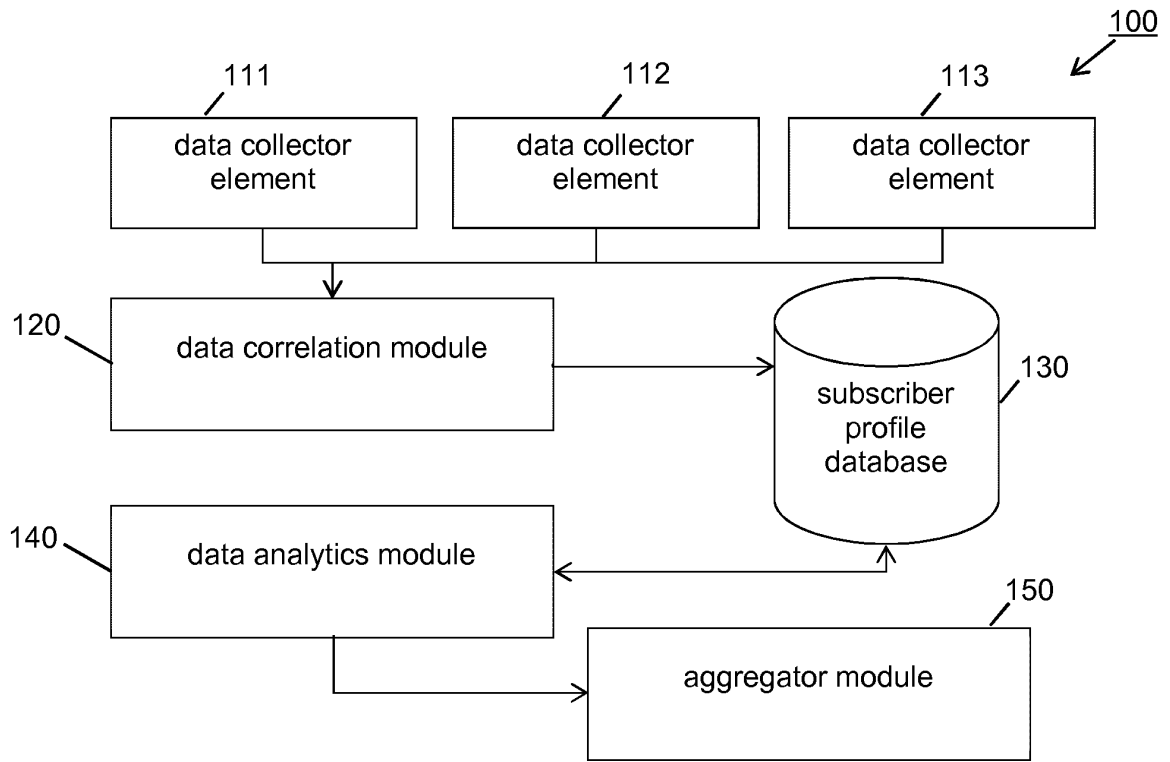 100
111
112
113
data collector
element
data collector
element
data collector
element
120
data correlation module
130
subscriber
profile
database
140
data analytics module
150
aggregator module